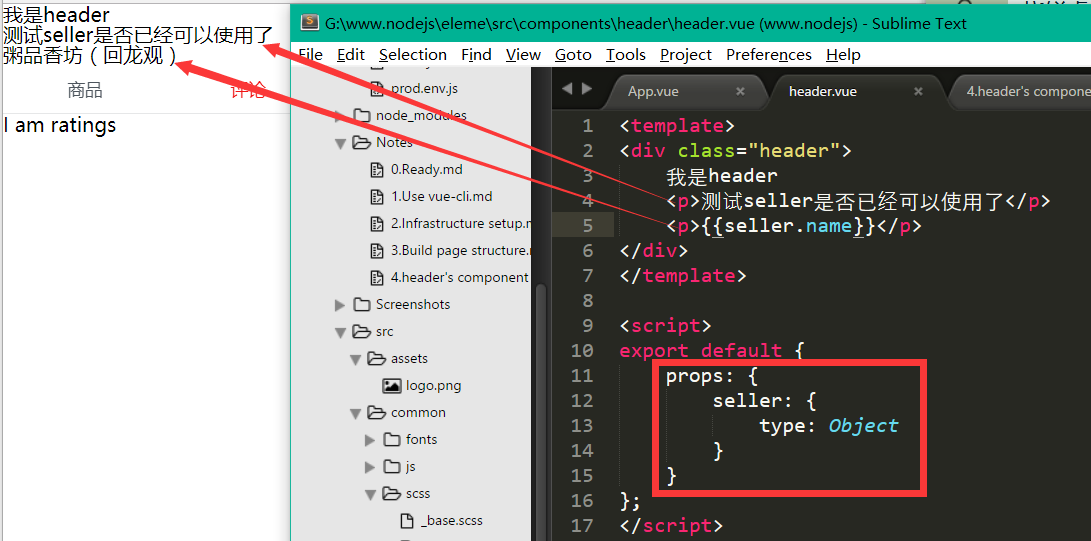 我是header
测试seller是否已经可以使用了
粥品香坊（回龙观）
商品
评论
I am ratings
G:\www.nodejs\eleme\src\components\header\header.vue (www.nodejs) - Sublime Text
File Edit Selection Find View Goto Tools Project Preferences Help
prod.env.js
node_modules
Notes
0.Ready.md
1.Use vue-cli.md
2.Infrastructure setup.m
3.Build page structure.
4.header's component
Screenshots
src
assets
logo.png
common
fonts
js
scss
_base.scss
App.vue
header.vue
4.header's compone
1 <template>
2 <div class="header">
3 我是header
4 <p>测试seller是否已经可以使用了</p>
5 <p>{{seller.name}}</p>
6 </div>
7 </template>
8
9 <script>
10 export default {
11 props: {
12 seller: {
13 type: Object
14 }
15 }
16 };
17 </script>